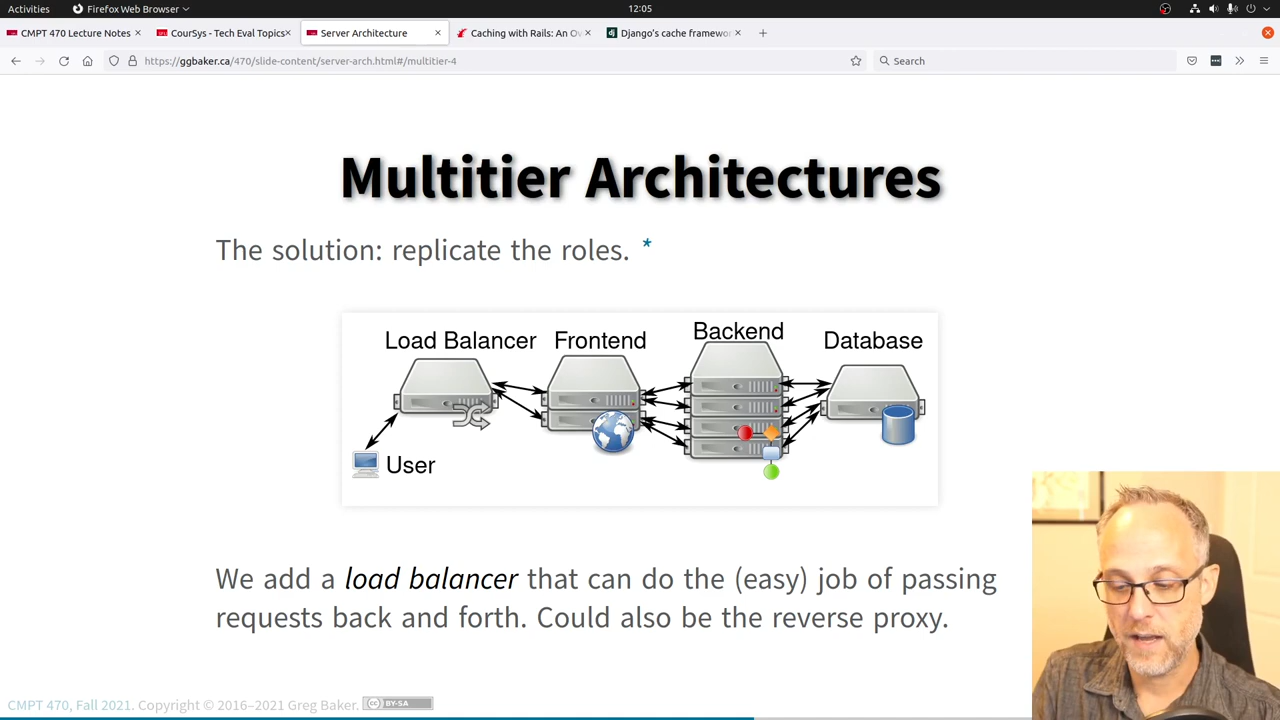 Activities
Firefox Web Browser
12:05
CMPT 470 Lecture Notes
CourSys - Tech Eval Topics
Server Architecture
Caching with Rails: An Ov
Django's cache framewor
https://ggbaker.ca/470/slide-content/server-arch.html#/multitier-4
Search
Multitier Architectures
The solution: replicate the roles. *
Load Balancer
Frontend
Backend
Database
User
We add a load balancer that can do the (easy) job of passing
requests back and forth. Could also be the reverse proxy.
CMPT 470, Fall 2021. Copyright © 2016–2021 Greg Baker.
cc BY-SA